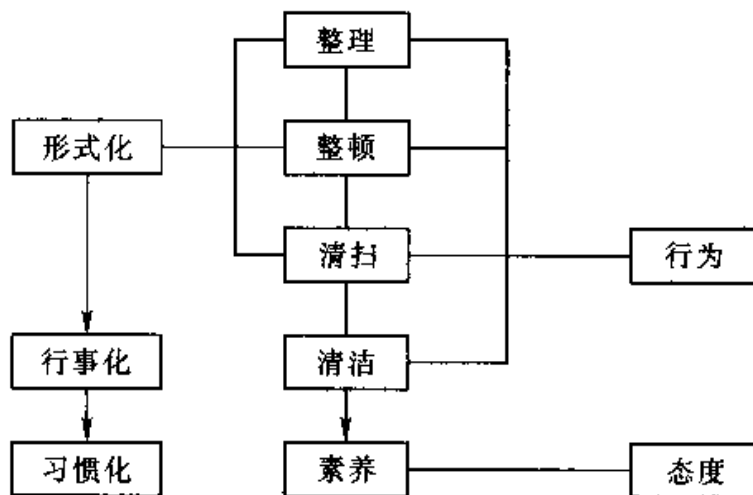 整理
形式化
整顿
清扫
行为
行事化
清洁
习惯化
素养
态度